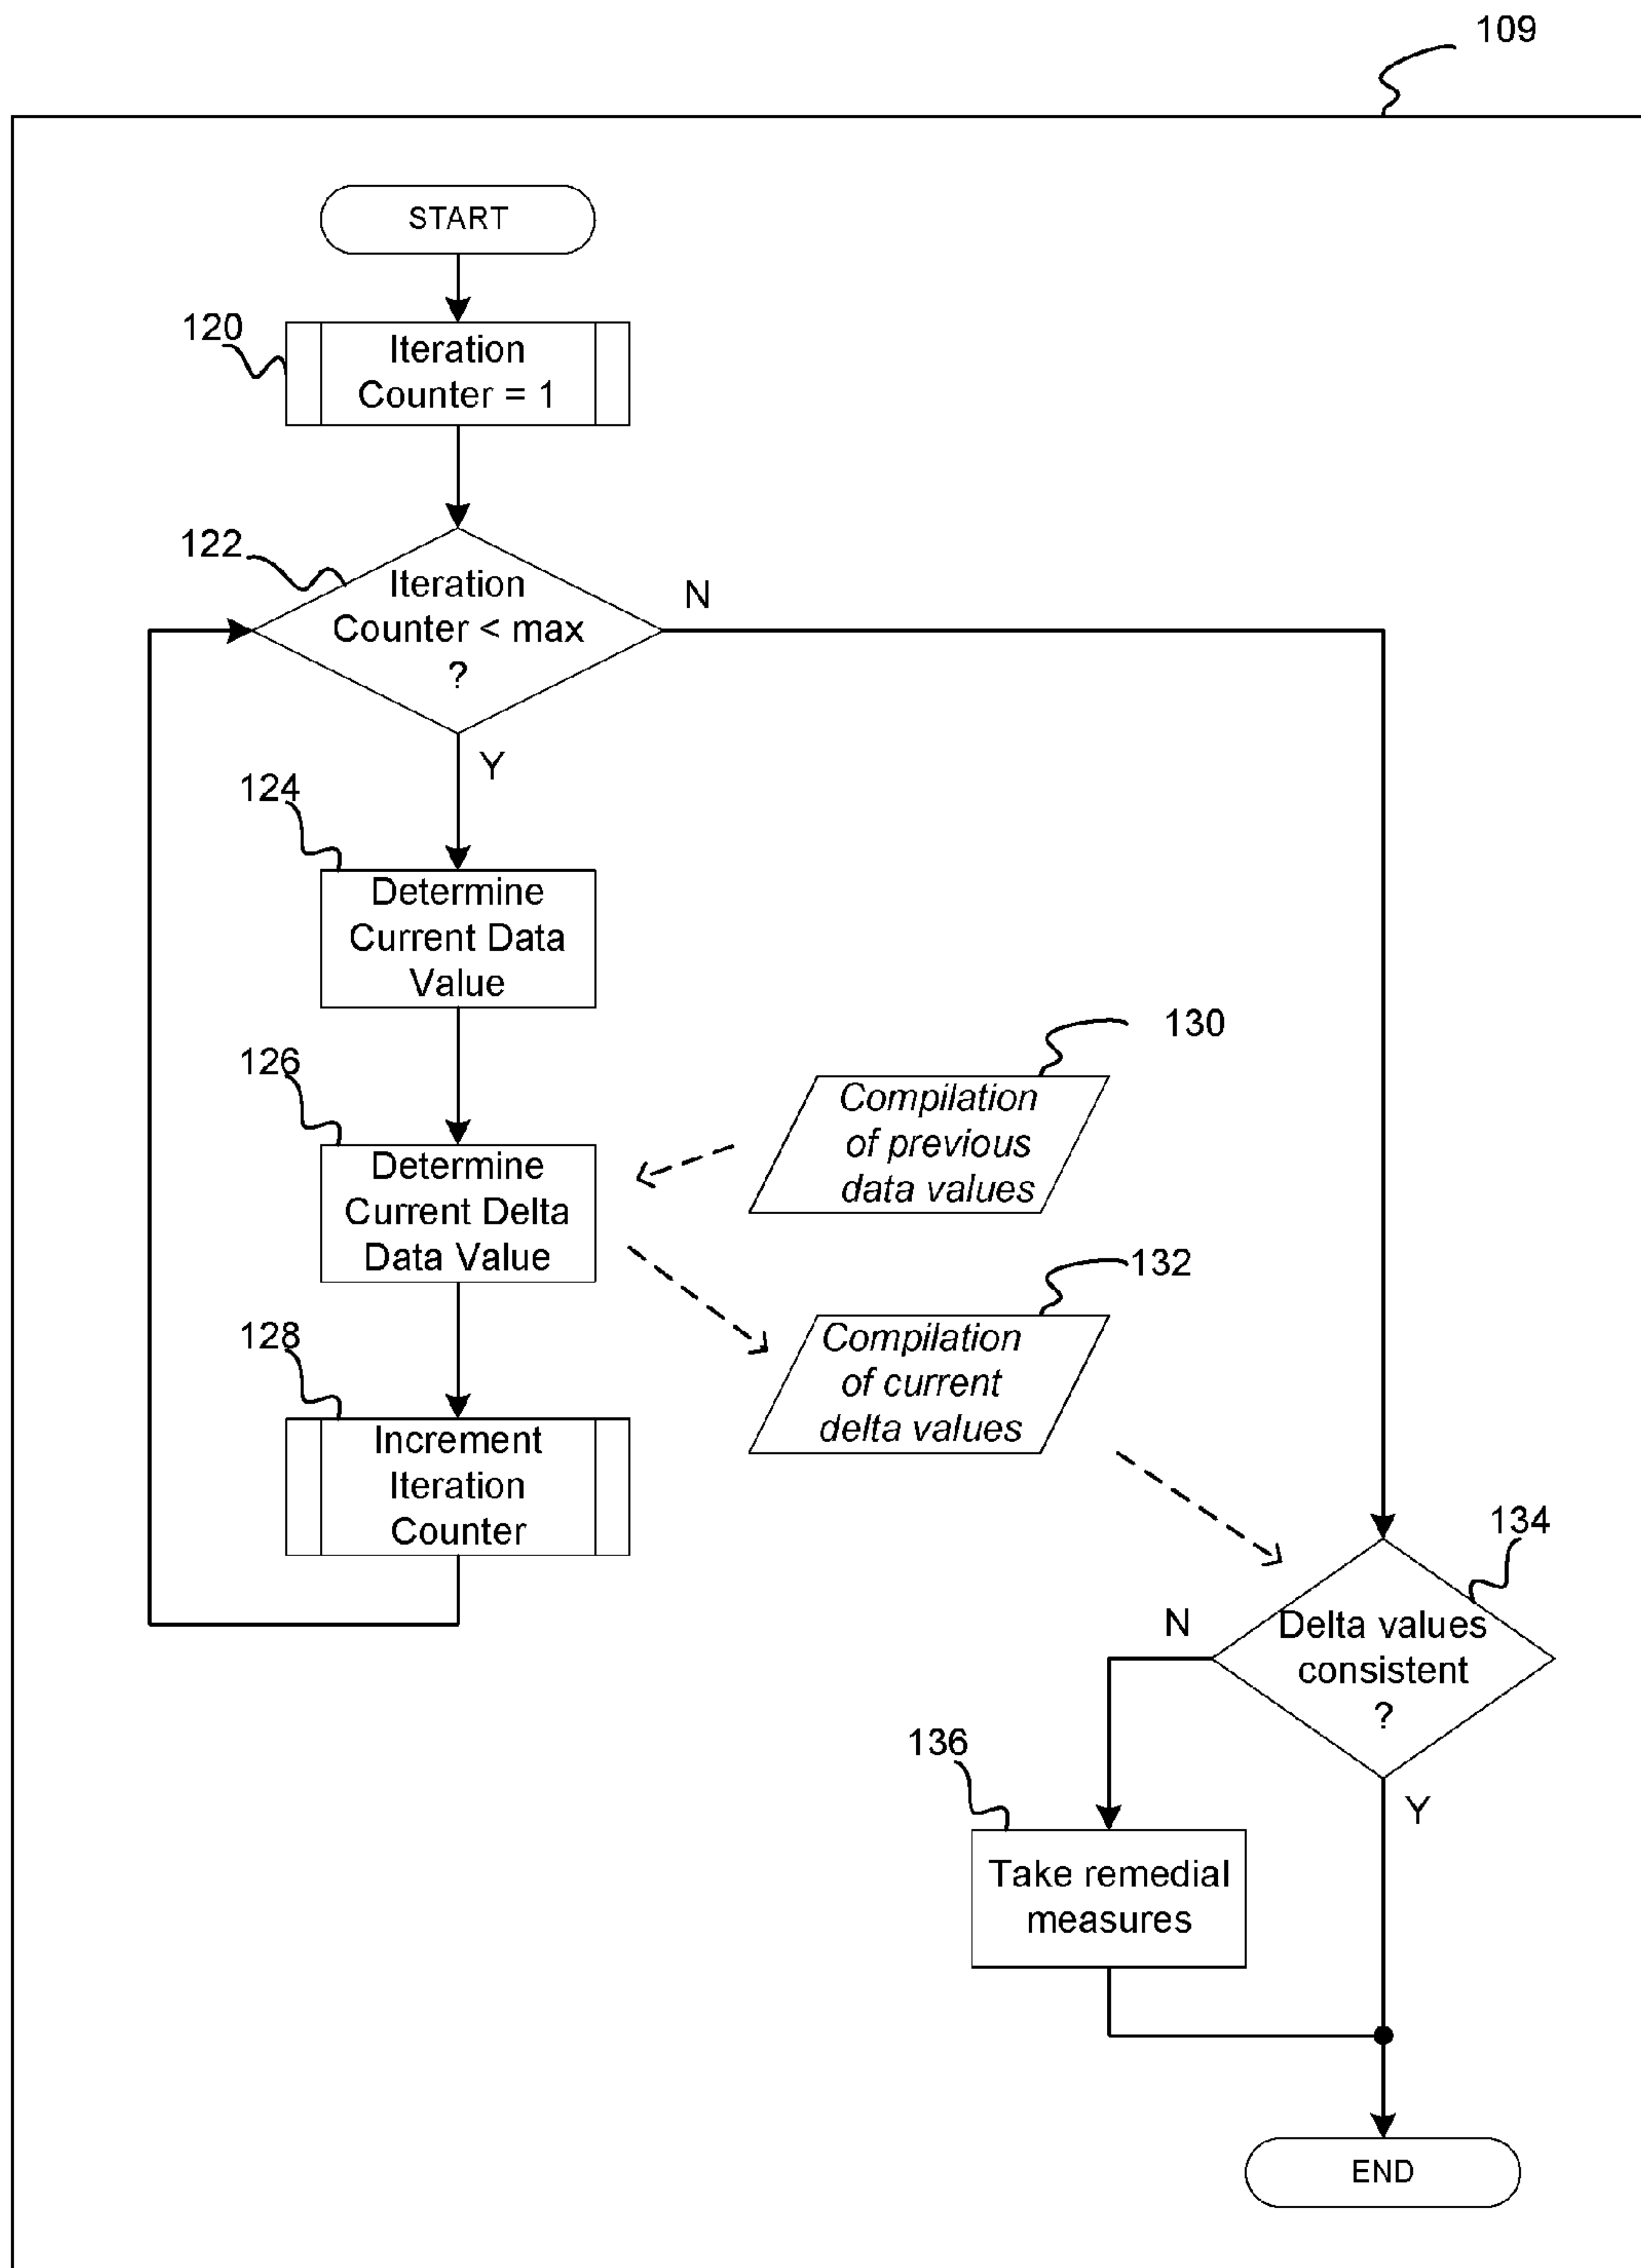 109
START
120
Iteration
Counter = 1
122
Iteration
Counter < max
?
N
Y
124
Determine
Current Data
Value
126
Determine
Current Delta
Data Value
130
Compilation
of previous
data values
132
Compilation
of current
delta values
128
Increment
Iteration
Counter
134
Delta values
consistent
?
N
Y
136
Take remedial
measures
END